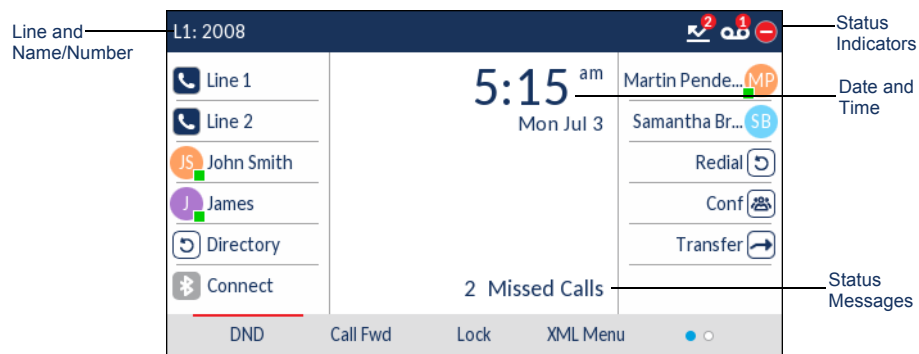 Line and
Name/Number
L1: 2008
2
1
Status
Indicators
Line 1
Line 2
JS John Smith
J James
Directory
Connect
5:15 am
Mon Jul 3
2 Missed Calls
Martin Pende... MP
Samantha Br... SB
Redial
Conf
Transfer
Date and
Time
Status
Messages
DND Call Fwd Lock XML Menu